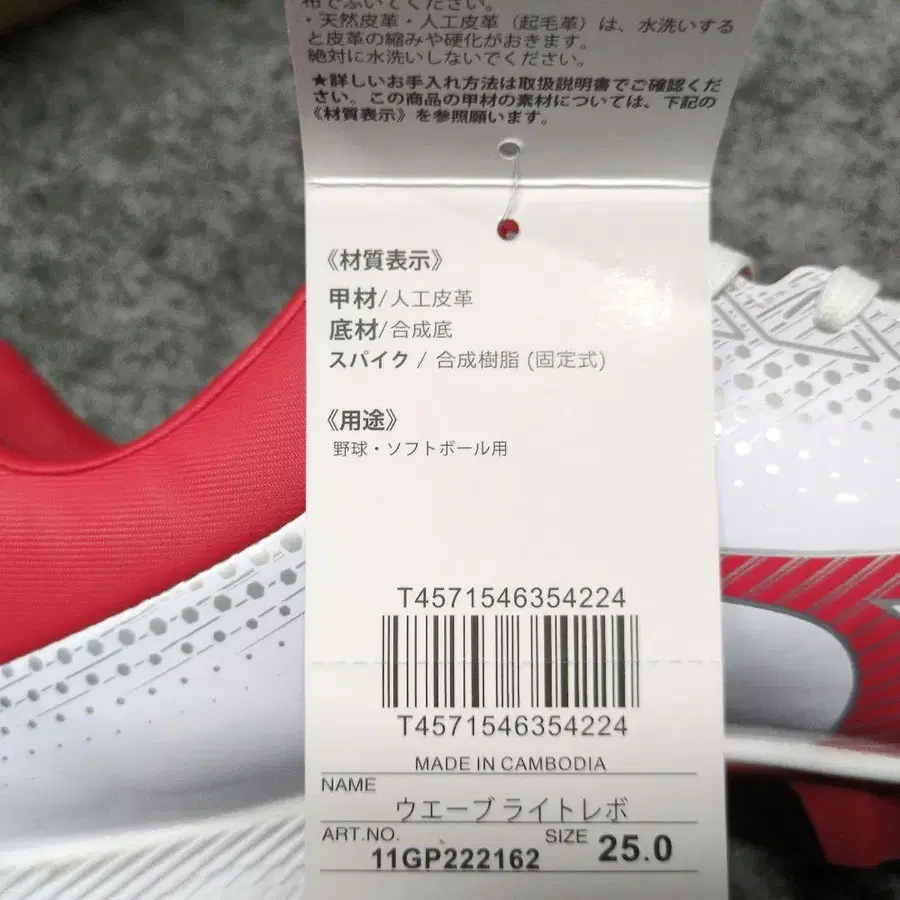 布でふいてください。
・天然皮革・人工皮革（起毛革）は、水洗いする
と皮革の縮みや硬化がおきます。
絶対に水洗いしないでください。
★詳しいお手入れ方法は取扱説明書でご確認くだ
さい。この商品の甲材の素材については、下記の
《材質表示》を参照願います。
《材質表示》
甲材/人工皮革
底材/合成底
スパイク / 合成樹脂 (固定式)
《用途》
野球・ソフトボール用
T4571546354224
T4571546354224
MADE IN CAMBODIA
NAME
ウエーブ ライトレボ
ART.NO. SIZE
11GP222162 25.0